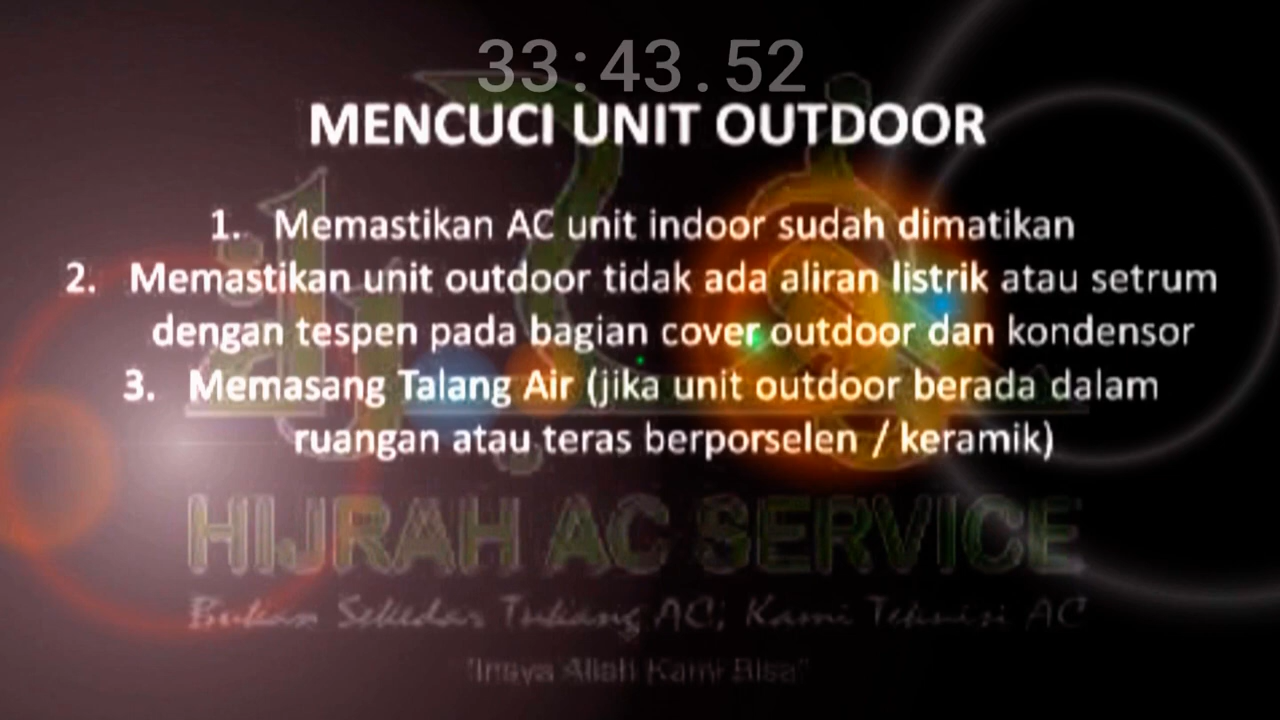 33:43.52
MENCUCI UNIT OUTDOOR
1. Memastikan AC unit indoor sudah dimatikan
2. Memastikan unit outdoor tidak ada aliran listrik atau setrum
dengan tespen pada bagian cover outdoor dan kondensor
3. Memasang Talang Air (jika unit outdoor berada dalam
ruangan atau teras berporselen / keramik)
HIJRAH AC SERVICE
Bukan Sekedar Tukang AC; Kami Teknisi AC
"Insya Allah Kami Bisa"